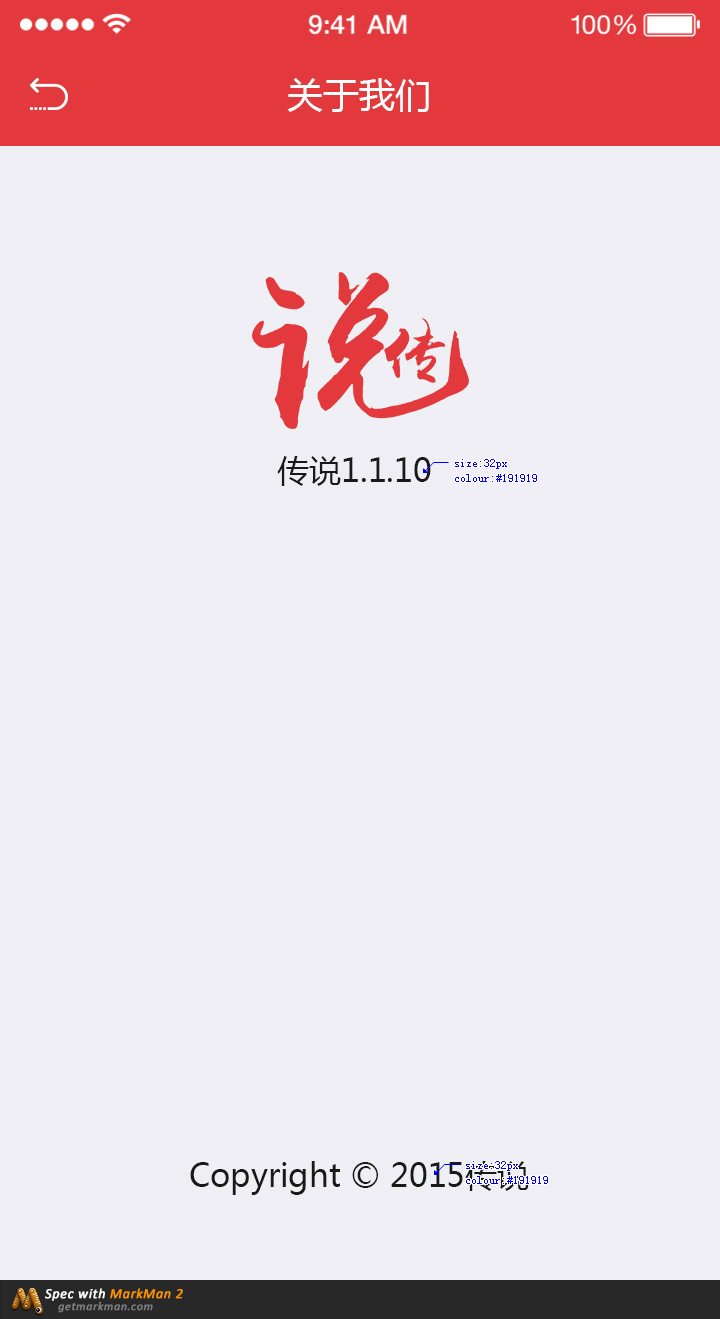 9:41 AM 100%
关于我们
说传
传说1.1.10
size:32px
colour:#191919
Copyright © 2015传说
size:32px
colour:#191919
Spec with MarkMan 2
getmarkman.com